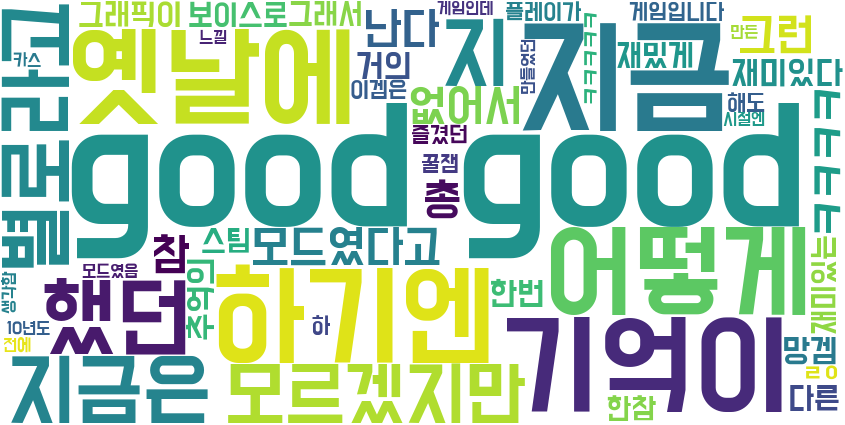 그래픽이 보이스로 그래서 게임인데 플레이가 게임입니다
느낄 난다 지 ㅋㅋㅋㅋㅋ 만든 그런
카스 옛날에 거의 이겜은 만들었던 지금 재밌게 재미있다
별로라고 없어서 해도 시절엔
즐겼던
good good
꿀잼
총 ㅋㅋㅋㅋ
참 스팀 모드였다고 어떻게
모드였음 추억의 재미있는
생각함 했던 하기엔 한번
10년도 하 기억이
전에 망겜
지금은 모르겠지만 ㄹㅇ
한참 다른